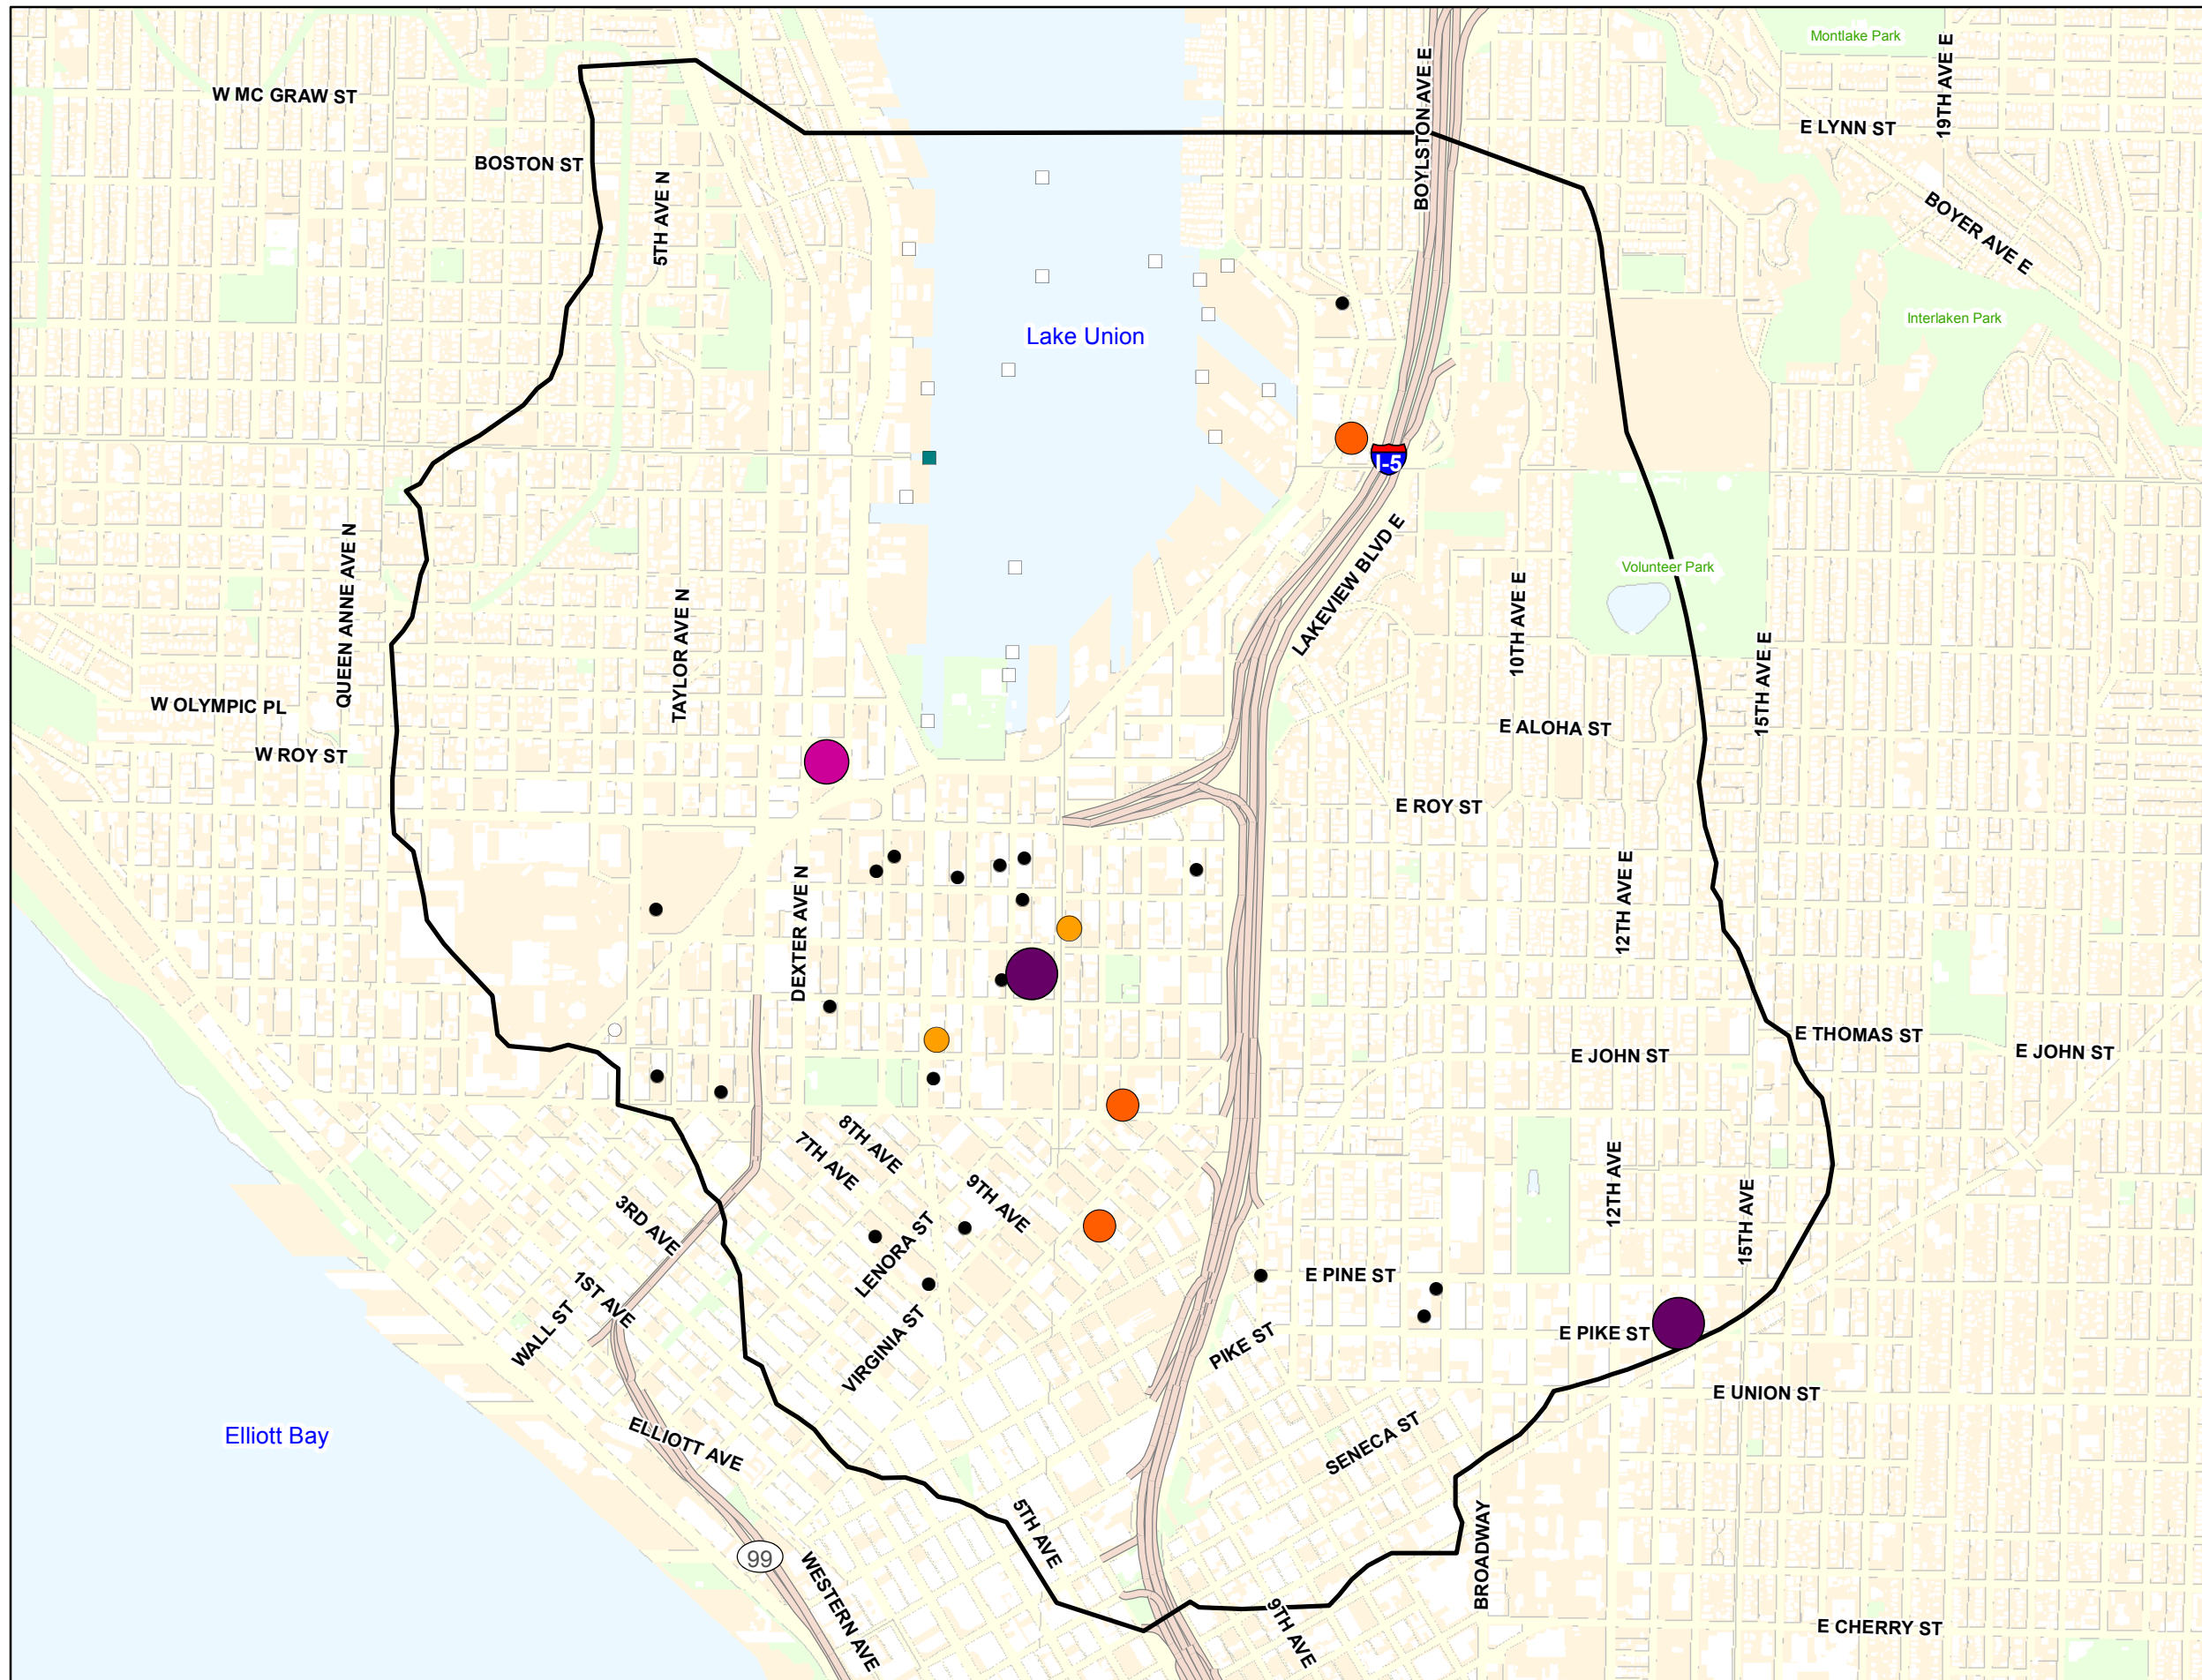 Montlake Park
19TH AVE E
BOYLSTON AVE E
W MC GRAW ST
E LYNN ST
BOSTON ST
5TH AVE N
BOYER AVE E
Interlaken Park
Lake Union
I-5
QUEEN ANNE AVE N
LAKEVIEW BLVD E
Volunteer Park
10TH AVE E
TAYLOR AVE N
15TH AVE E
W OLYMPIC PL
E ALOHA ST
W ROY ST
E ROY ST
DEXTER AVE N
12TH AVE E
E THOMAS ST
E JOHN ST
E JOHN ST
8TH AVE
7TH AVE
9TH AVE
12TH AVE
15TH AVE
3RD AVE
LENORA ST
E PINE ST
1ST AVE
WALL ST
VIRGINIA ST
PIKE ST
E PIKE ST
E UNION ST
Elliott Bay
ELLIOTT AVE
SENECA ST
5TH AVE
BROADWAY
99
WESTERN AVE
9TH AVE
E CHERRY ST